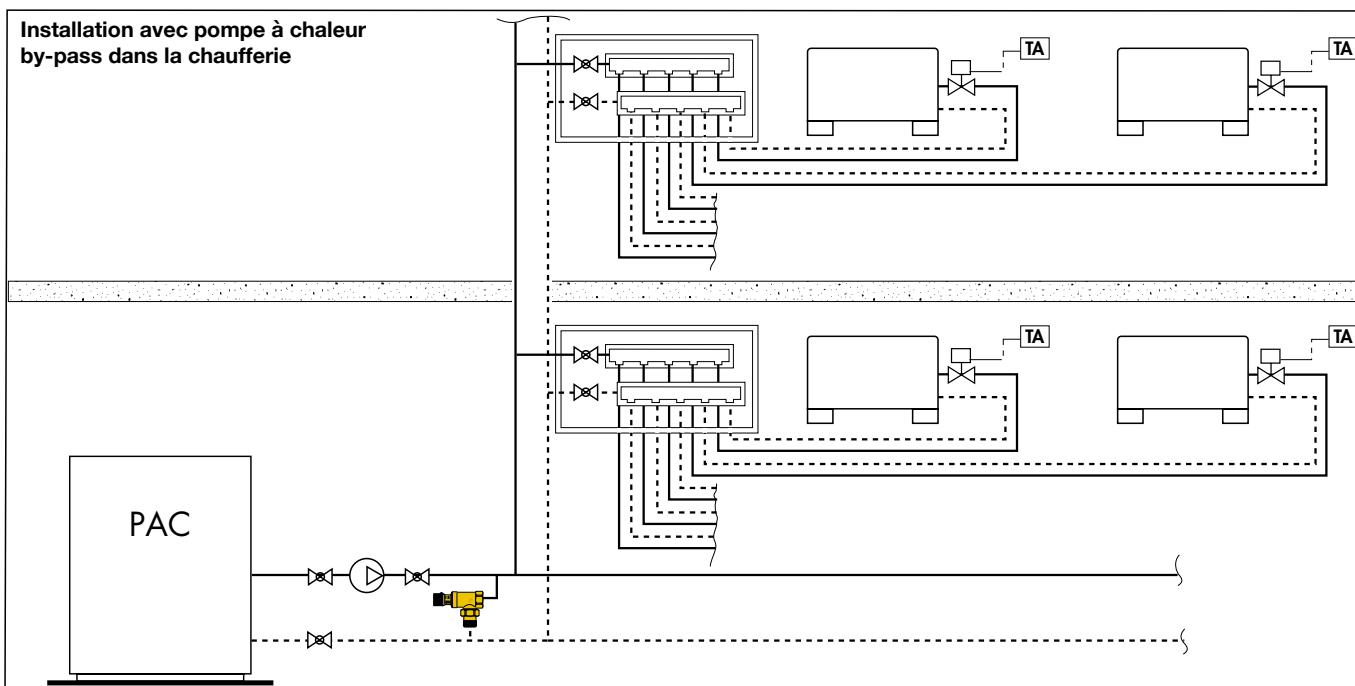 Installation avec pompe à chaleur
by-pass dans la chaufferie
TA
TA
TA
TA
PAC